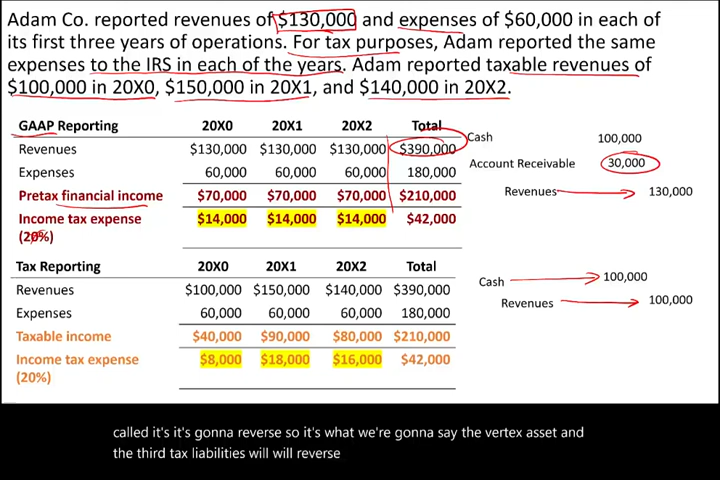 Adam Co. reported revenues of $130,000 and expenses of $60,000 in each of
its first three years of operations. For tax purposes, Adam reported the same
expenses to the IRS in each of the years. Adam reported taxable revenues of
$100,000 in 20X0, $150,000 in 20X1, and $140,000 in 20X2.
GAAP Reporting 20X0 20X1 20X2 Total
Revenues $130,000 $130,000 $130,000 $390,000
Expenses 60,000 60,000 60,000 180,000
Pretax financial income $70,000 $70,000 $70,000 $210,000
Income tax expense $14,000 $14,000 $14,000 $42,000
(20%)
Cash 100,000
Account Receivable 30,000
Revenues 130,000
Tax Reporting 20X0 20X1 20X2 Total
Revenues $100,000 $150,000 $140,000 $390,000
Expenses 60,000 60,000 60,000 180,000
Taxable income $40,000 $90,000 $80,000 $210,000
Income tax expense $8,000 $18,000 $16,000 $42,000
(20%)
Cash 100,000
Revenues 100,000
called it's it's gonna reverse so it's what we're gonna say the vertex asset and
the third tax liabilities will will reverse